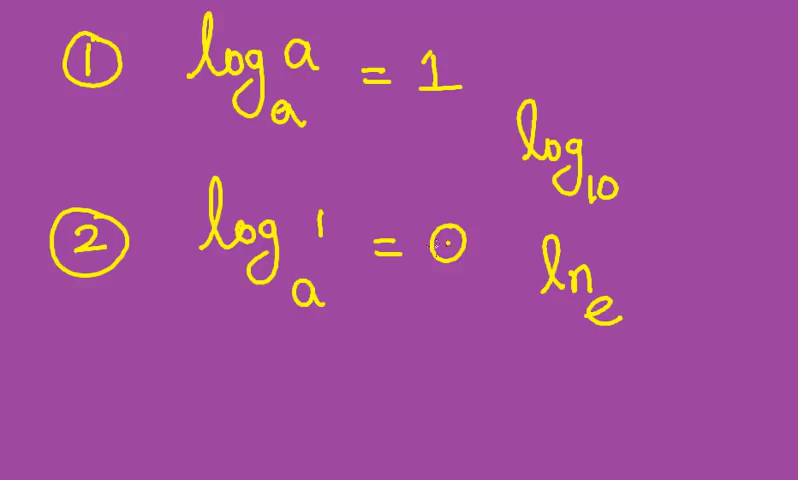 ① log_a a = 1
log_10
② log_a 1 = 0
ln_e